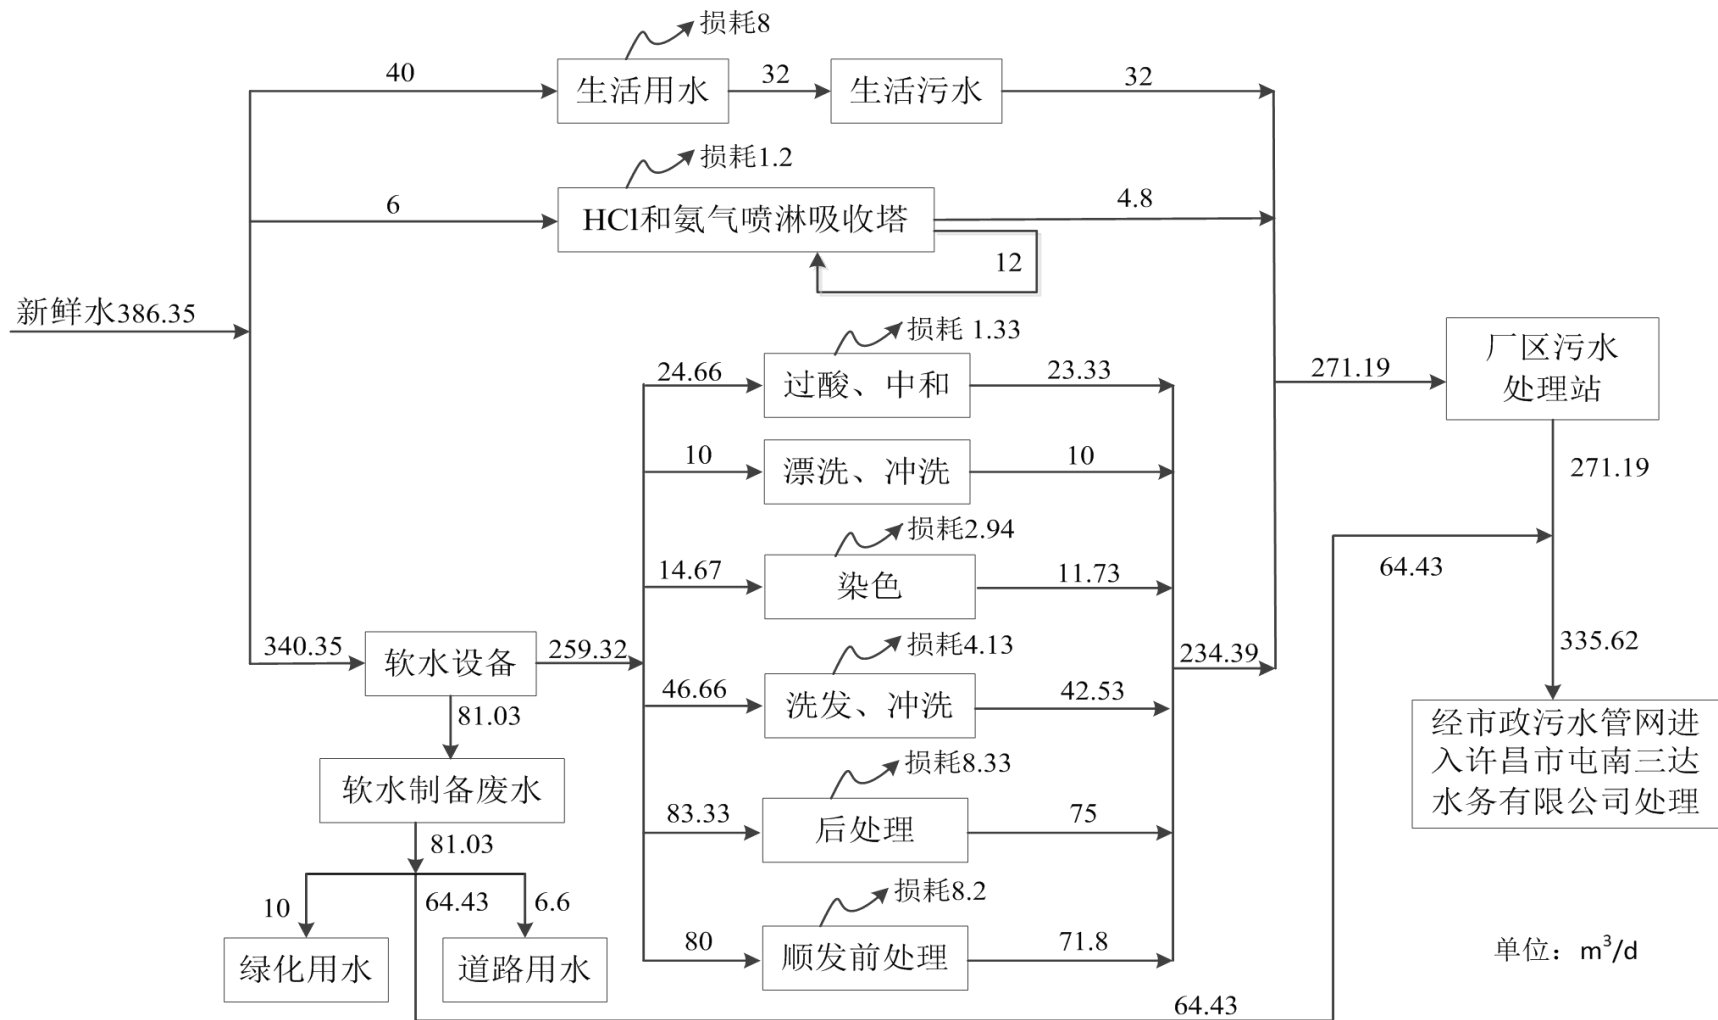 损耗8
40
生活用水
32
生活污水
32
损耗1.2
6
HCl和氨气喷淋吸收塔
4.8
12
新鲜水386.35
损耗 1.33
24.66
过酸、中和
23.33
271.19
厂区污水
处理站
10
漂洗、冲洗
10
271.19
损耗2.94
14.67
染色
11.73
64.43
340.35
软水设备
259.32
损耗4.13
46.66
洗发、冲洗
42.53
234.39
335.62
81.03
经市政污水管网进
入许昌市屯南三达
水务有限公司处理
软水制备废水
损耗8.33
83.33
后处理
75
81.03
10
64.43
6.6
损耗8.2
80
顺发前处理
71.8
绿化用水
道路用水
单位：m³/d
64.43